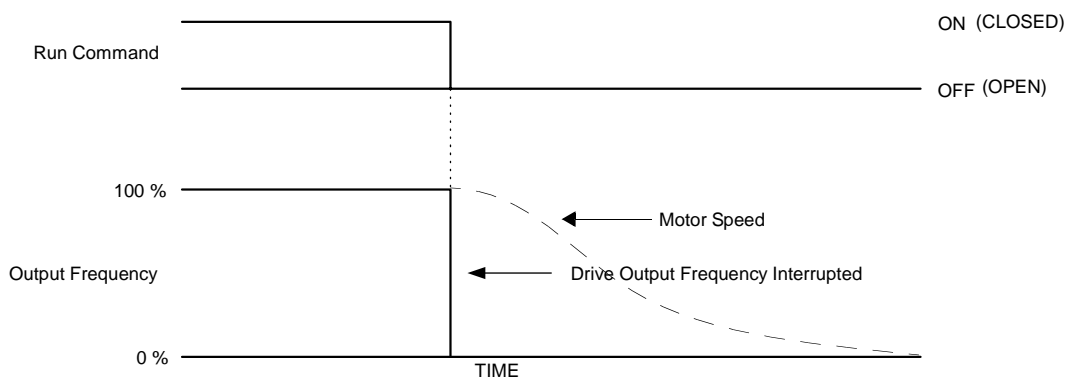 ON (CLOSED)
Run Command
OFF (OPEN)
100 %
Motor Speed
Output Frequency
Drive Output Frequency Interrupted
0 %
TIME